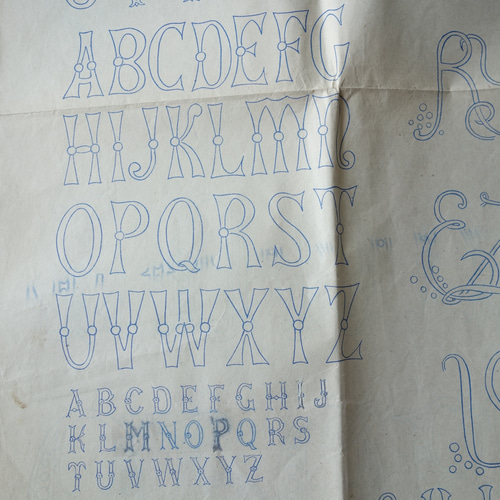 ABCDEFG
HIJKLMN
OPQRST
UVWXYZ
ABCDEFGHIJ
KLMNOPQRS
TUVWXYZ
R